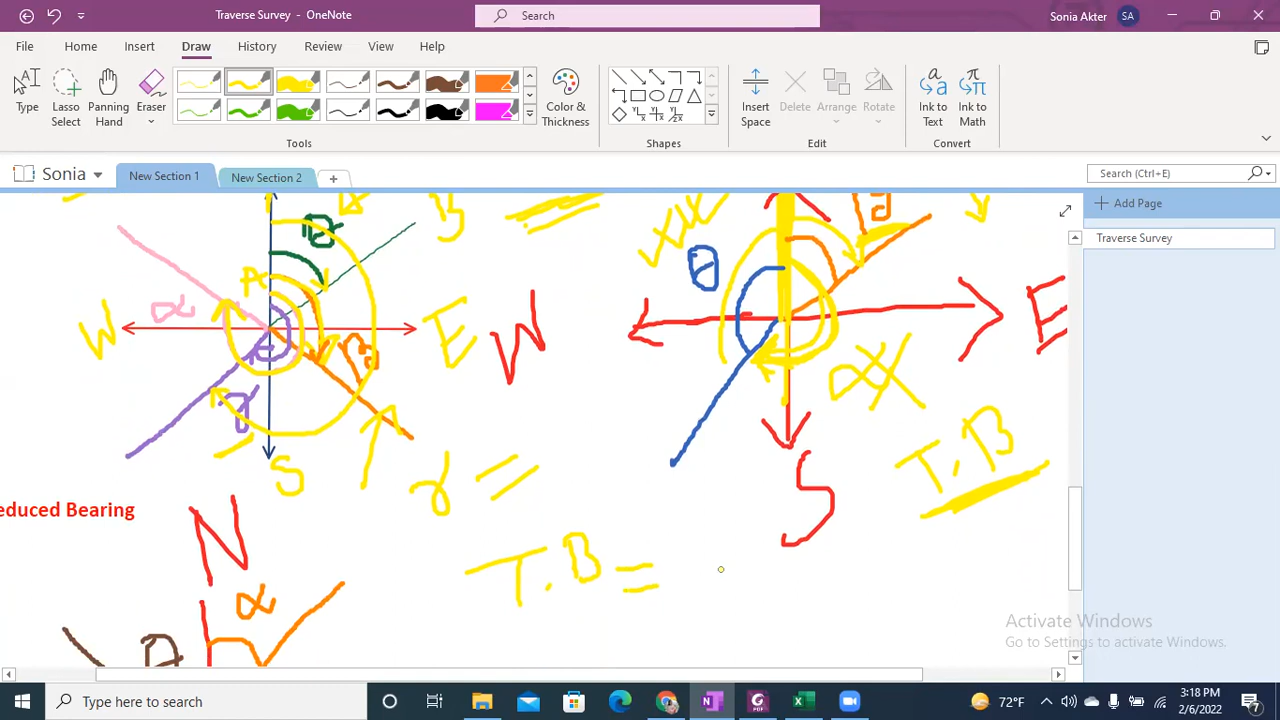 Traverse Survey - OneNote
Search
Sonia Akter
SA
File
Home
Insert
Draw
History
Review
View
Help
Type
Lasso Select
Panning Hand
Eraser
Color & Thickness
Insert Space
Delete
Arrange
Rotate
Ink to Text
Ink to Math
Tools
Shapes
Edit
Convert
Sonia
New Section 1
New Section 2
Search (Ctrl+E)
Add Page
Traverse Survey
W
α
E
S
W
θ
E
α
S
T.B
γ =
T.B =
educed Bearing
N
α
Activate Windows
Go to Settings to activate Windows.
Type here to search
72°F
3:18 PM
2/6/2022
7